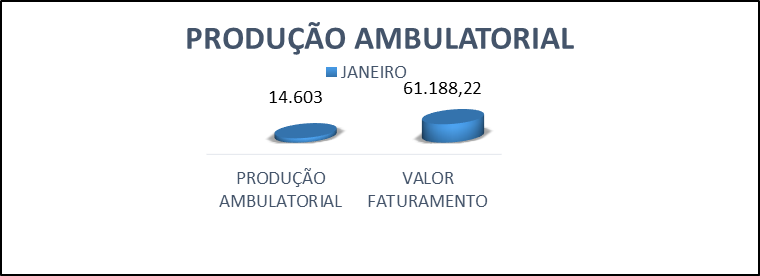 PRODUÇÃO AMBULATORIAL
JANEIRO
14.603
61.188,22
PRODUÇÃO
AMBULATORIAL
VALOR
FATURAMENTO